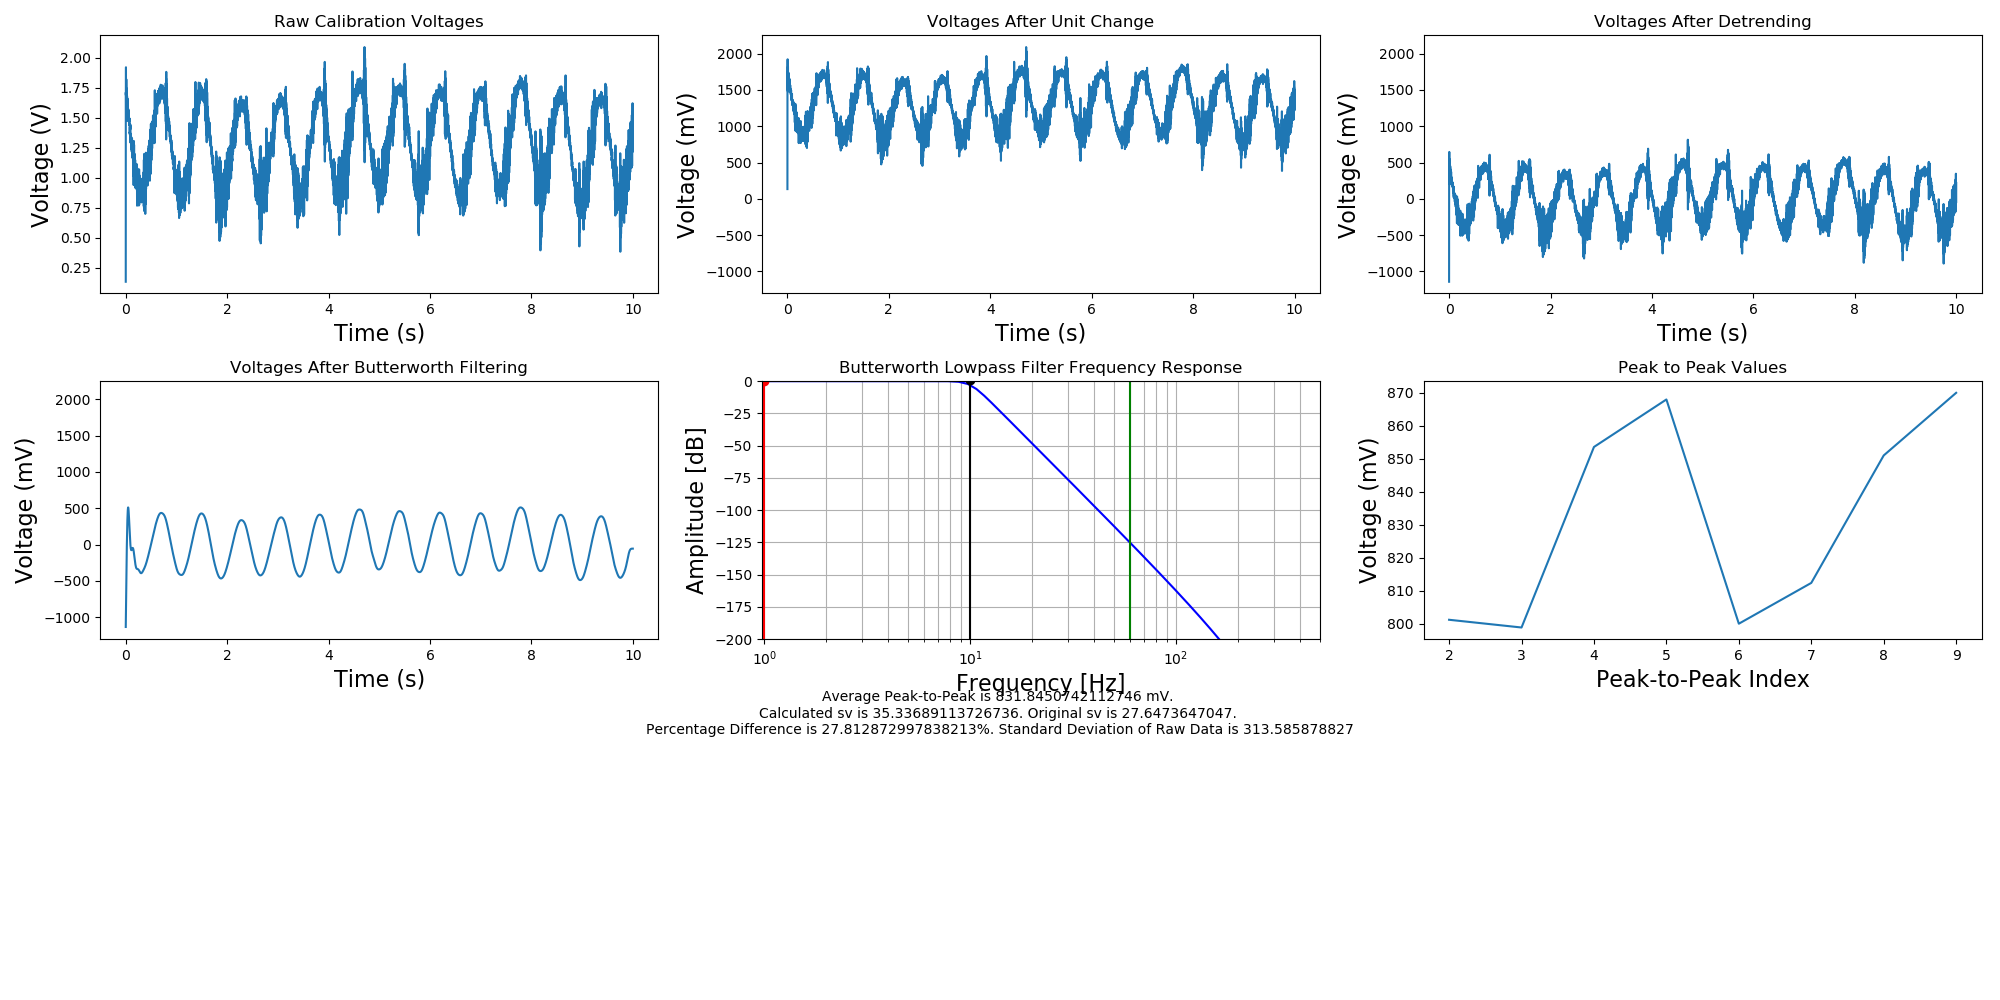 Raw Calibration Voltages
Voltage (V)
2.00
1.75
1.50
1.25
1.00
0.75
0.50
0.25
0 2 4 6 8 10
Time (s)
Voltages After Unit Change
Voltage (mV)
2000
1500
1000
500
0
−500
−1000
0 2 4 6 8 10
Time (s)
Voltages After Detrending
Voltage (mV)
2000
1500
1000
500
0
−500
−1000
0 2 4 6 8 10
Time (s)
Voltages After Butterworth Filtering
Voltage (mV)
2000
1500
1000
500
0
−500
−1000
0 2 4 6 8 10
Time (s)
Butterworth Lowpass Filter Frequency Response
Amplitude [dB]
0
−25
−50
−75
−100
−125
−150
−175
−200
10⁰ 10¹ 10²
Frequency [Hz]
Peak to Peak Values
Voltage (mV)
870
860
850
840
830
820
810
800
2 3 4 5 6 7 8 9
Peak-to-Peak Index
Average Peak-to-Peak is 831.8450742112746 mV.
Calculated sv is 35.33689113726736. Original sv is 27.6473647047.
Percentage Difference is 27.812872997838213%. Standard Deviation of Raw Data is 313.585878827